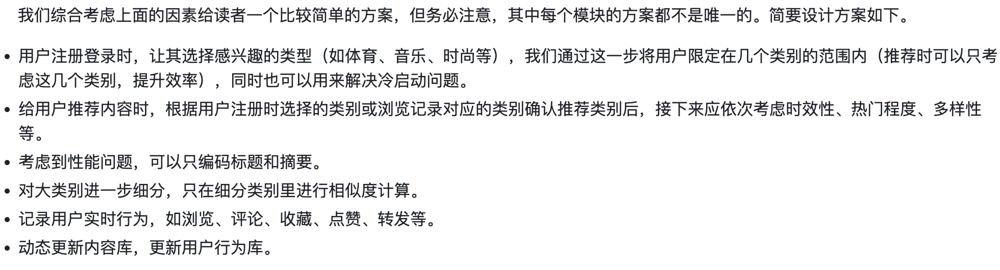 我们综合考虑上面的因素给读者一个比较简单的方案，但务必注意，其中每个模块的方案都不是唯一的。简要设计方案如下。
• 用户注册登录时，让其选择感兴趣的类型（如体育、音乐、时尚等），我们通过这一步将用户限定在几个类别的范围内（推荐时可以只考
虑这几个类别，提升效率），同时也可以用来解决冷启动问题。
• 给用户推荐内容时，根据用户注册时选择的类别或浏览记录对应的类别确认推荐类别后，接下来应依次考虑时效性、热门程度、多样性
等。
• 考虑到性能问题，可以只编码标题和摘要。
• 对大类别进一步细分，只在细分类别里进行相似度计算。
• 记录用户实时行为，如浏览、评论、收藏、点赞、转发等。
• 动态更新内容库，更新用户行为库。